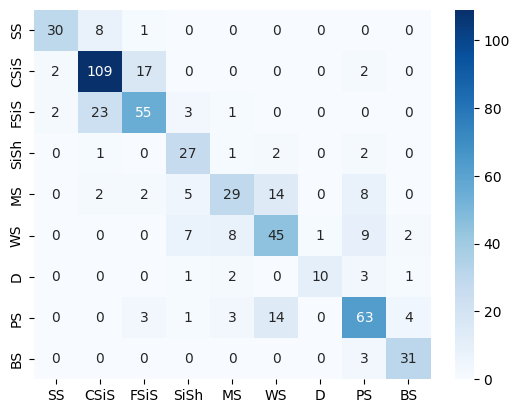 SS 30 8 1 0 0 0 0 0 0
CSiS 2 109 17 0 0 0 0 2 0
FSiS 2 23 55 3 1 0 0 0 0
SiSh 0 1 0 27 1 2 0 2 0
MS 0 2 2 5 29 14 0 8 0
WS 0 0 0 7 8 45 1 9 2
D 0 0 0 1 2 0 10 3 1
PS 0 0 3 1 3 14 0 63 4
BS 0 0 0 0 0 0 0 3 31
SS CSiS FSiS SiSh MS WS D PS BS
100
80
60
40
20
0